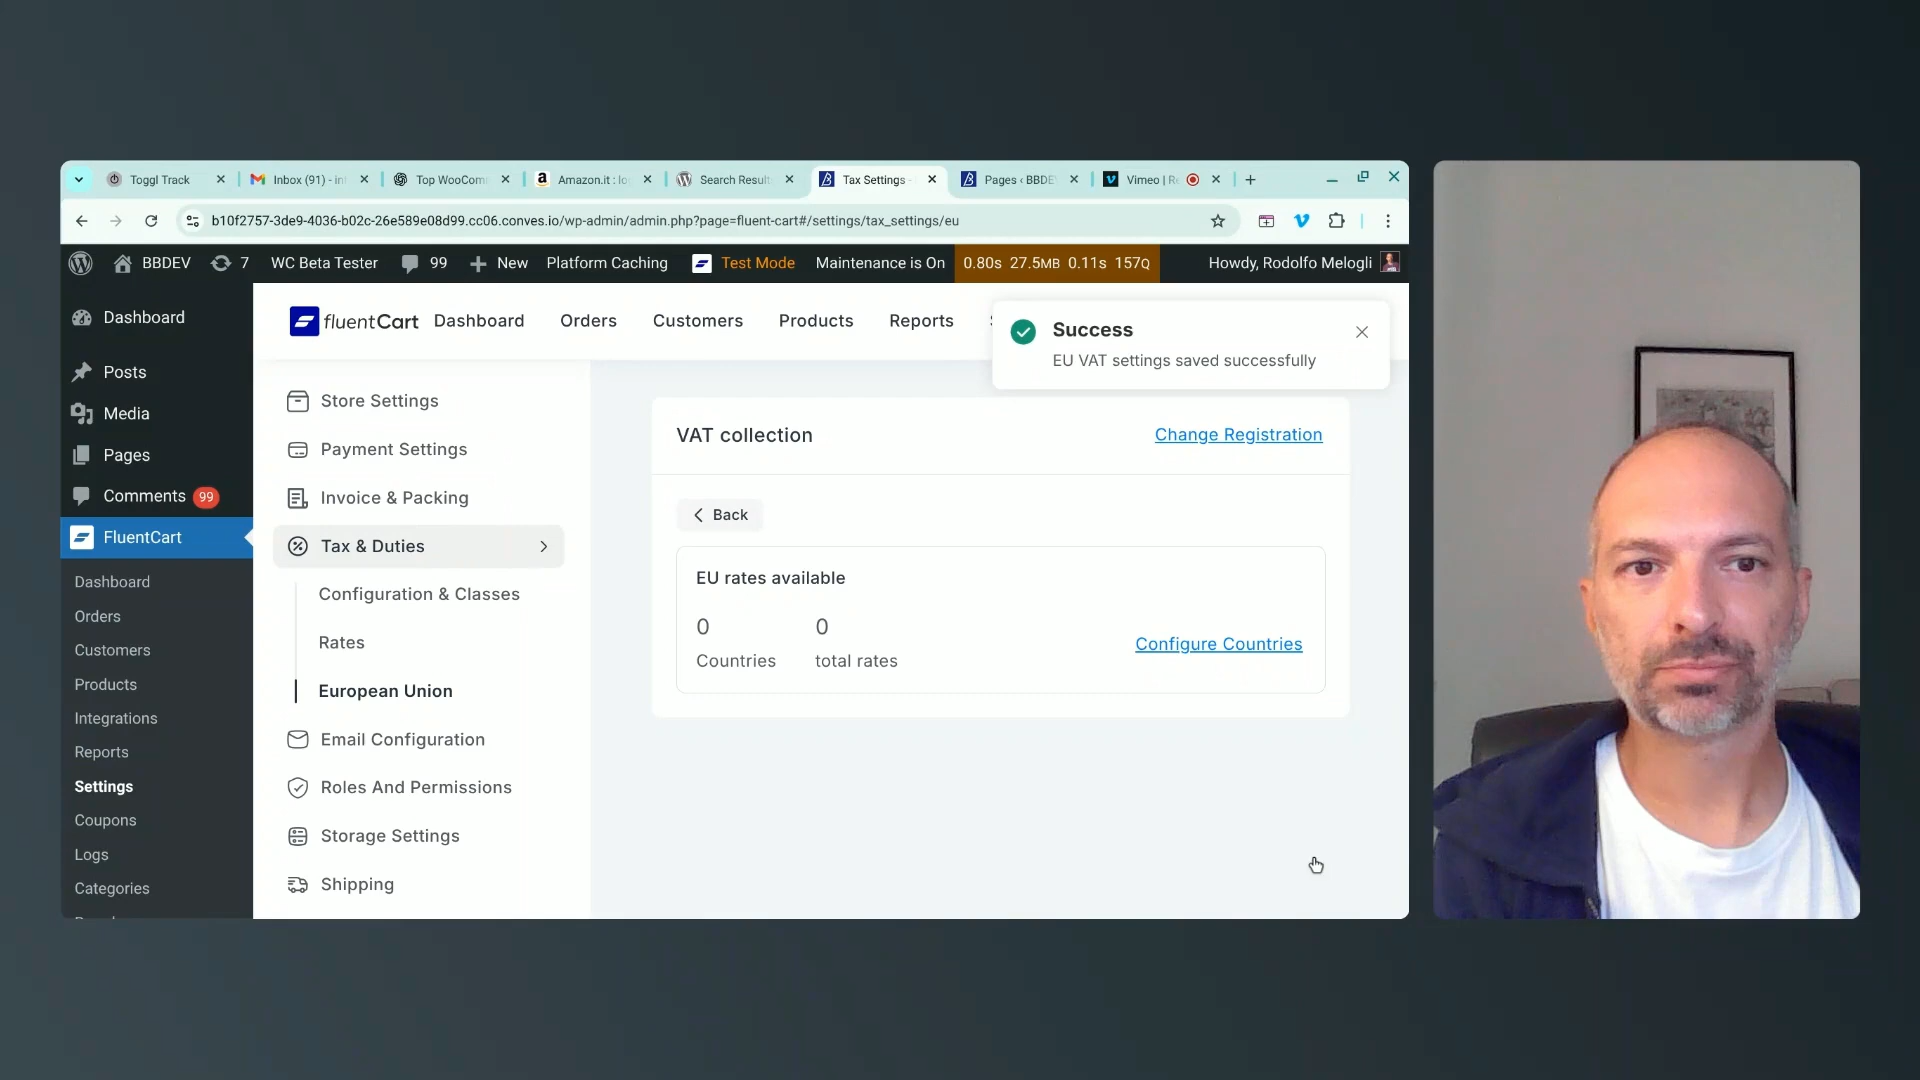 Toggl Track
Inbox (91) - in
Top WooCom
Amazon.it : lo
Search Result
Tax Settings -
Pages ‹ BBDE
Vimeo | Re
b10f2757-3de9-4036-b02c-26e589e08d99.cc06.conves.io/wp-admin/admin.php?page=fluent-cart#/settings/tax_settings/eu
BBDEV
7
WC Beta Tester
99
New
Platform Caching
Test Mode
Maintenance is On
0.80s 27.5MB 0.11s 157Q
Howdy, Rodolfo Melogli
Dashboard
Posts
Media
Pages
Comments 99
FluentCart
Dashboard
Orders
Customers
Products
Integrations
Reports
Settings
Coupons
Logs
Categories
fluentCart
Dashboard
Orders
Customers
Products
Reports
Success
EU VAT settings saved successfully
Store Settings
Payment Settings
Invoice & Packing
Tax & Duties
Configuration & Classes
Rates
European Union
Email Configuration
Roles And Permissions
Storage Settings
Shipping
VAT collection
Change Registration
Back
EU rates available
0
0
Countries
total rates
Configure Countries